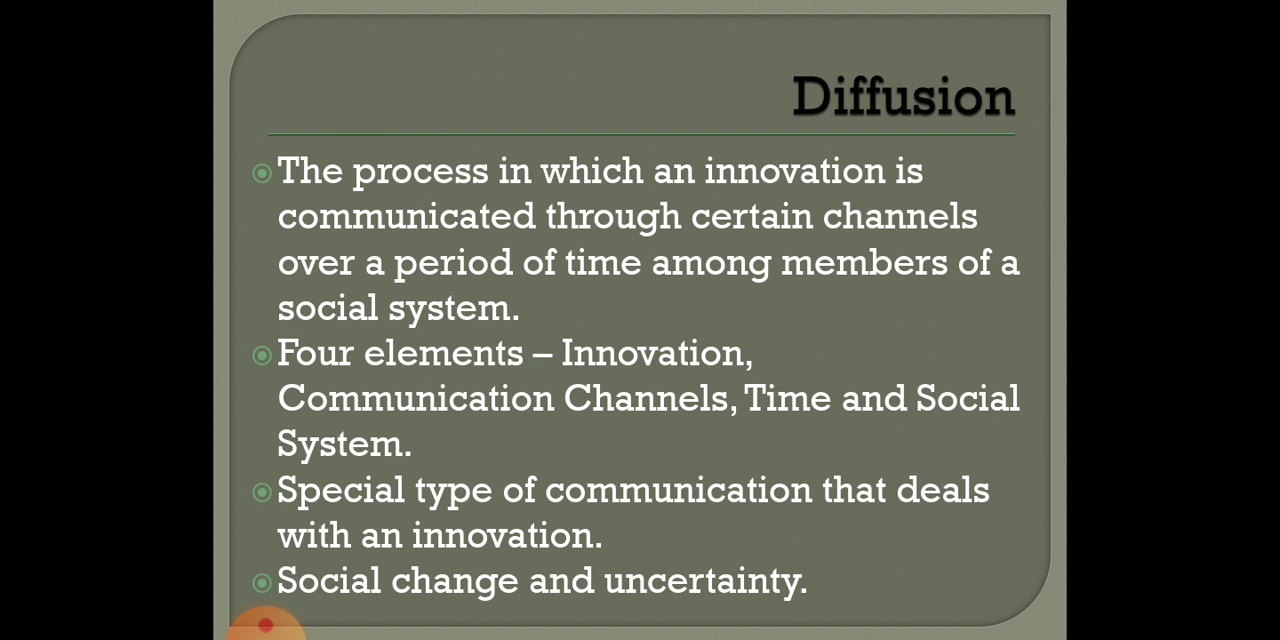 Diffusion
The process in which an innovation is
communicated through certain channels
over a period of time among members of a
social system.
Four elements – Innovation,
Communication Channels, Time and Social
System.
Special type of communication that deals
with an innovation.
Social change and uncertainty.